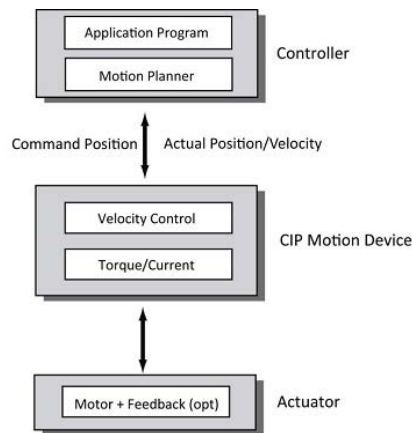 Application Program
Motion Planner
Controller
Command Position
Actual Position/Velocity
Velocity Control
Torque/Current
CIP Motion Device
Motor + Feedback (opt)
Actuator